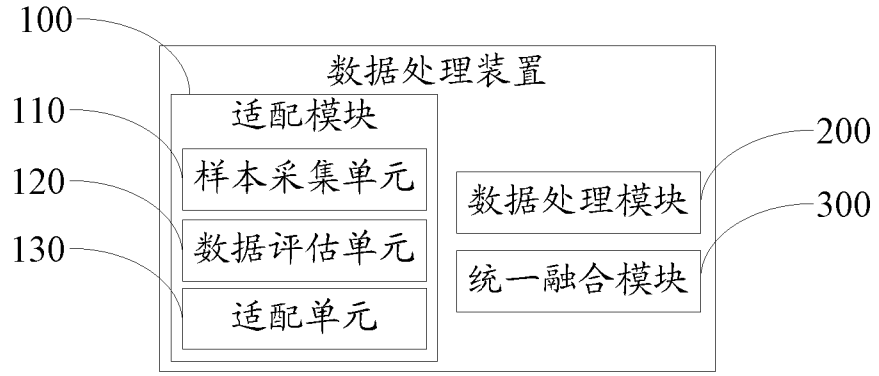 100
数据处理装置
适配模块
110
样本采集单元
120
数据评估单元
130
适配单元
200
数据处理模块
300
统一融合模块